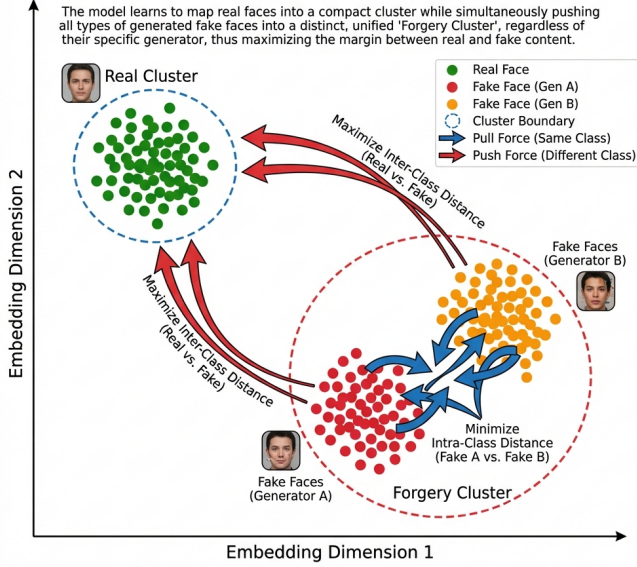 The model learns to map real faces into a compact cluster while simultaneously pushing
all types of generated fake faces into a distinct, unified 'Forgery Cluster', regardless of
their specific generator, thus maximizing the margin between real and fake content.
Real Cluster
Real Face
Fake Face (Gen A)
Fake Face (Gen B)
Cluster Boundary
Pull Force (Same Class)
Push Force (Different Class)
Maximize Inter-Class Distance
(Real vs. Fake)
Fake Faces
(Generator B)
Maximize Inter-Class Distance
(Real vs. Fake)
Minimize
Intra-Class Distance
(Fake A vs. Fake B)
Fake Faces
(Generator A)
Forgery Cluster
Embedding Dimension 2
Embedding Dimension 1